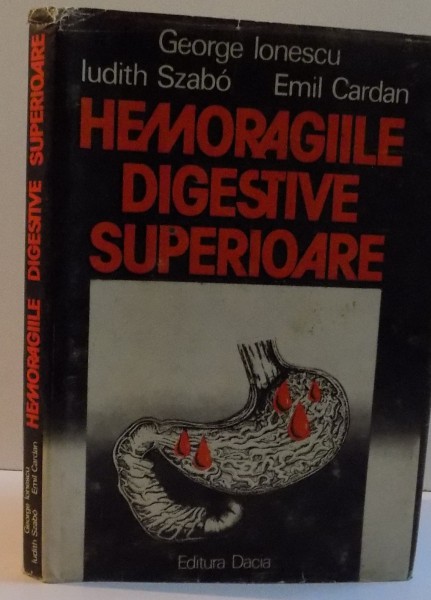 George Ionescu
Iudith Szabó Emil Cardan
HEMORAGIILE
DIGESTIVE
SUPERIOARE
Editura Dacia
George Ionescu
Iudith Szabó Emil Cardan
HEMORAGIILE DIGESTIVE SUPERIOARE